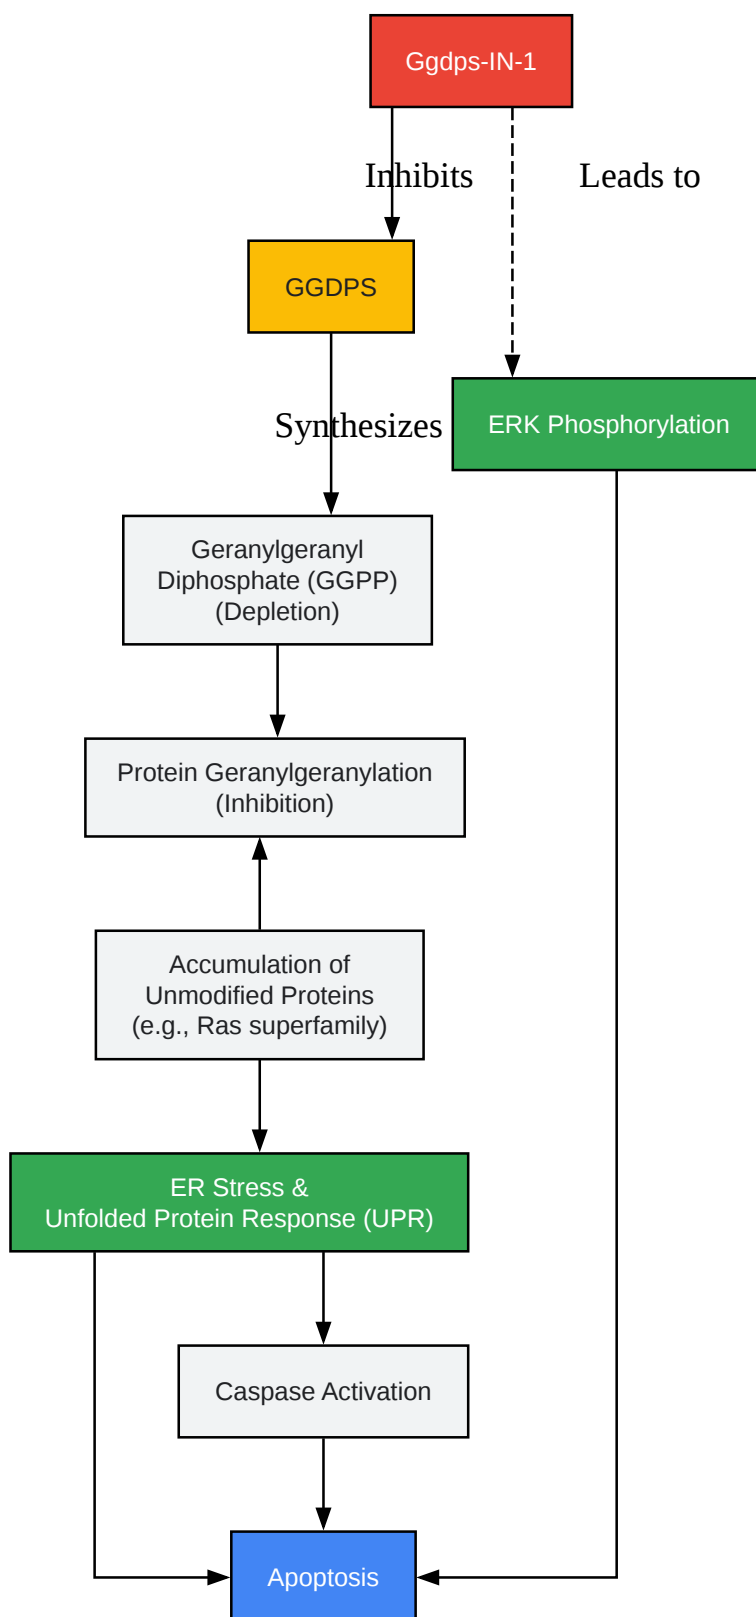 Ggdps-IN-1
Inhibits
Leads to
GGDPS
Synthesizes
ERK Phosphorylation
Geranylgeranyl
Diphosphate (GGPP)
(Depletion)
Protein Geranylgeranylation
(Inhibition)
Accumulation of
Unmodified Proteins
(e.g., Ras superfamily)
ER Stress &
Unfolded Protein Response (UPR)
Caspase Activation
Apoptosis